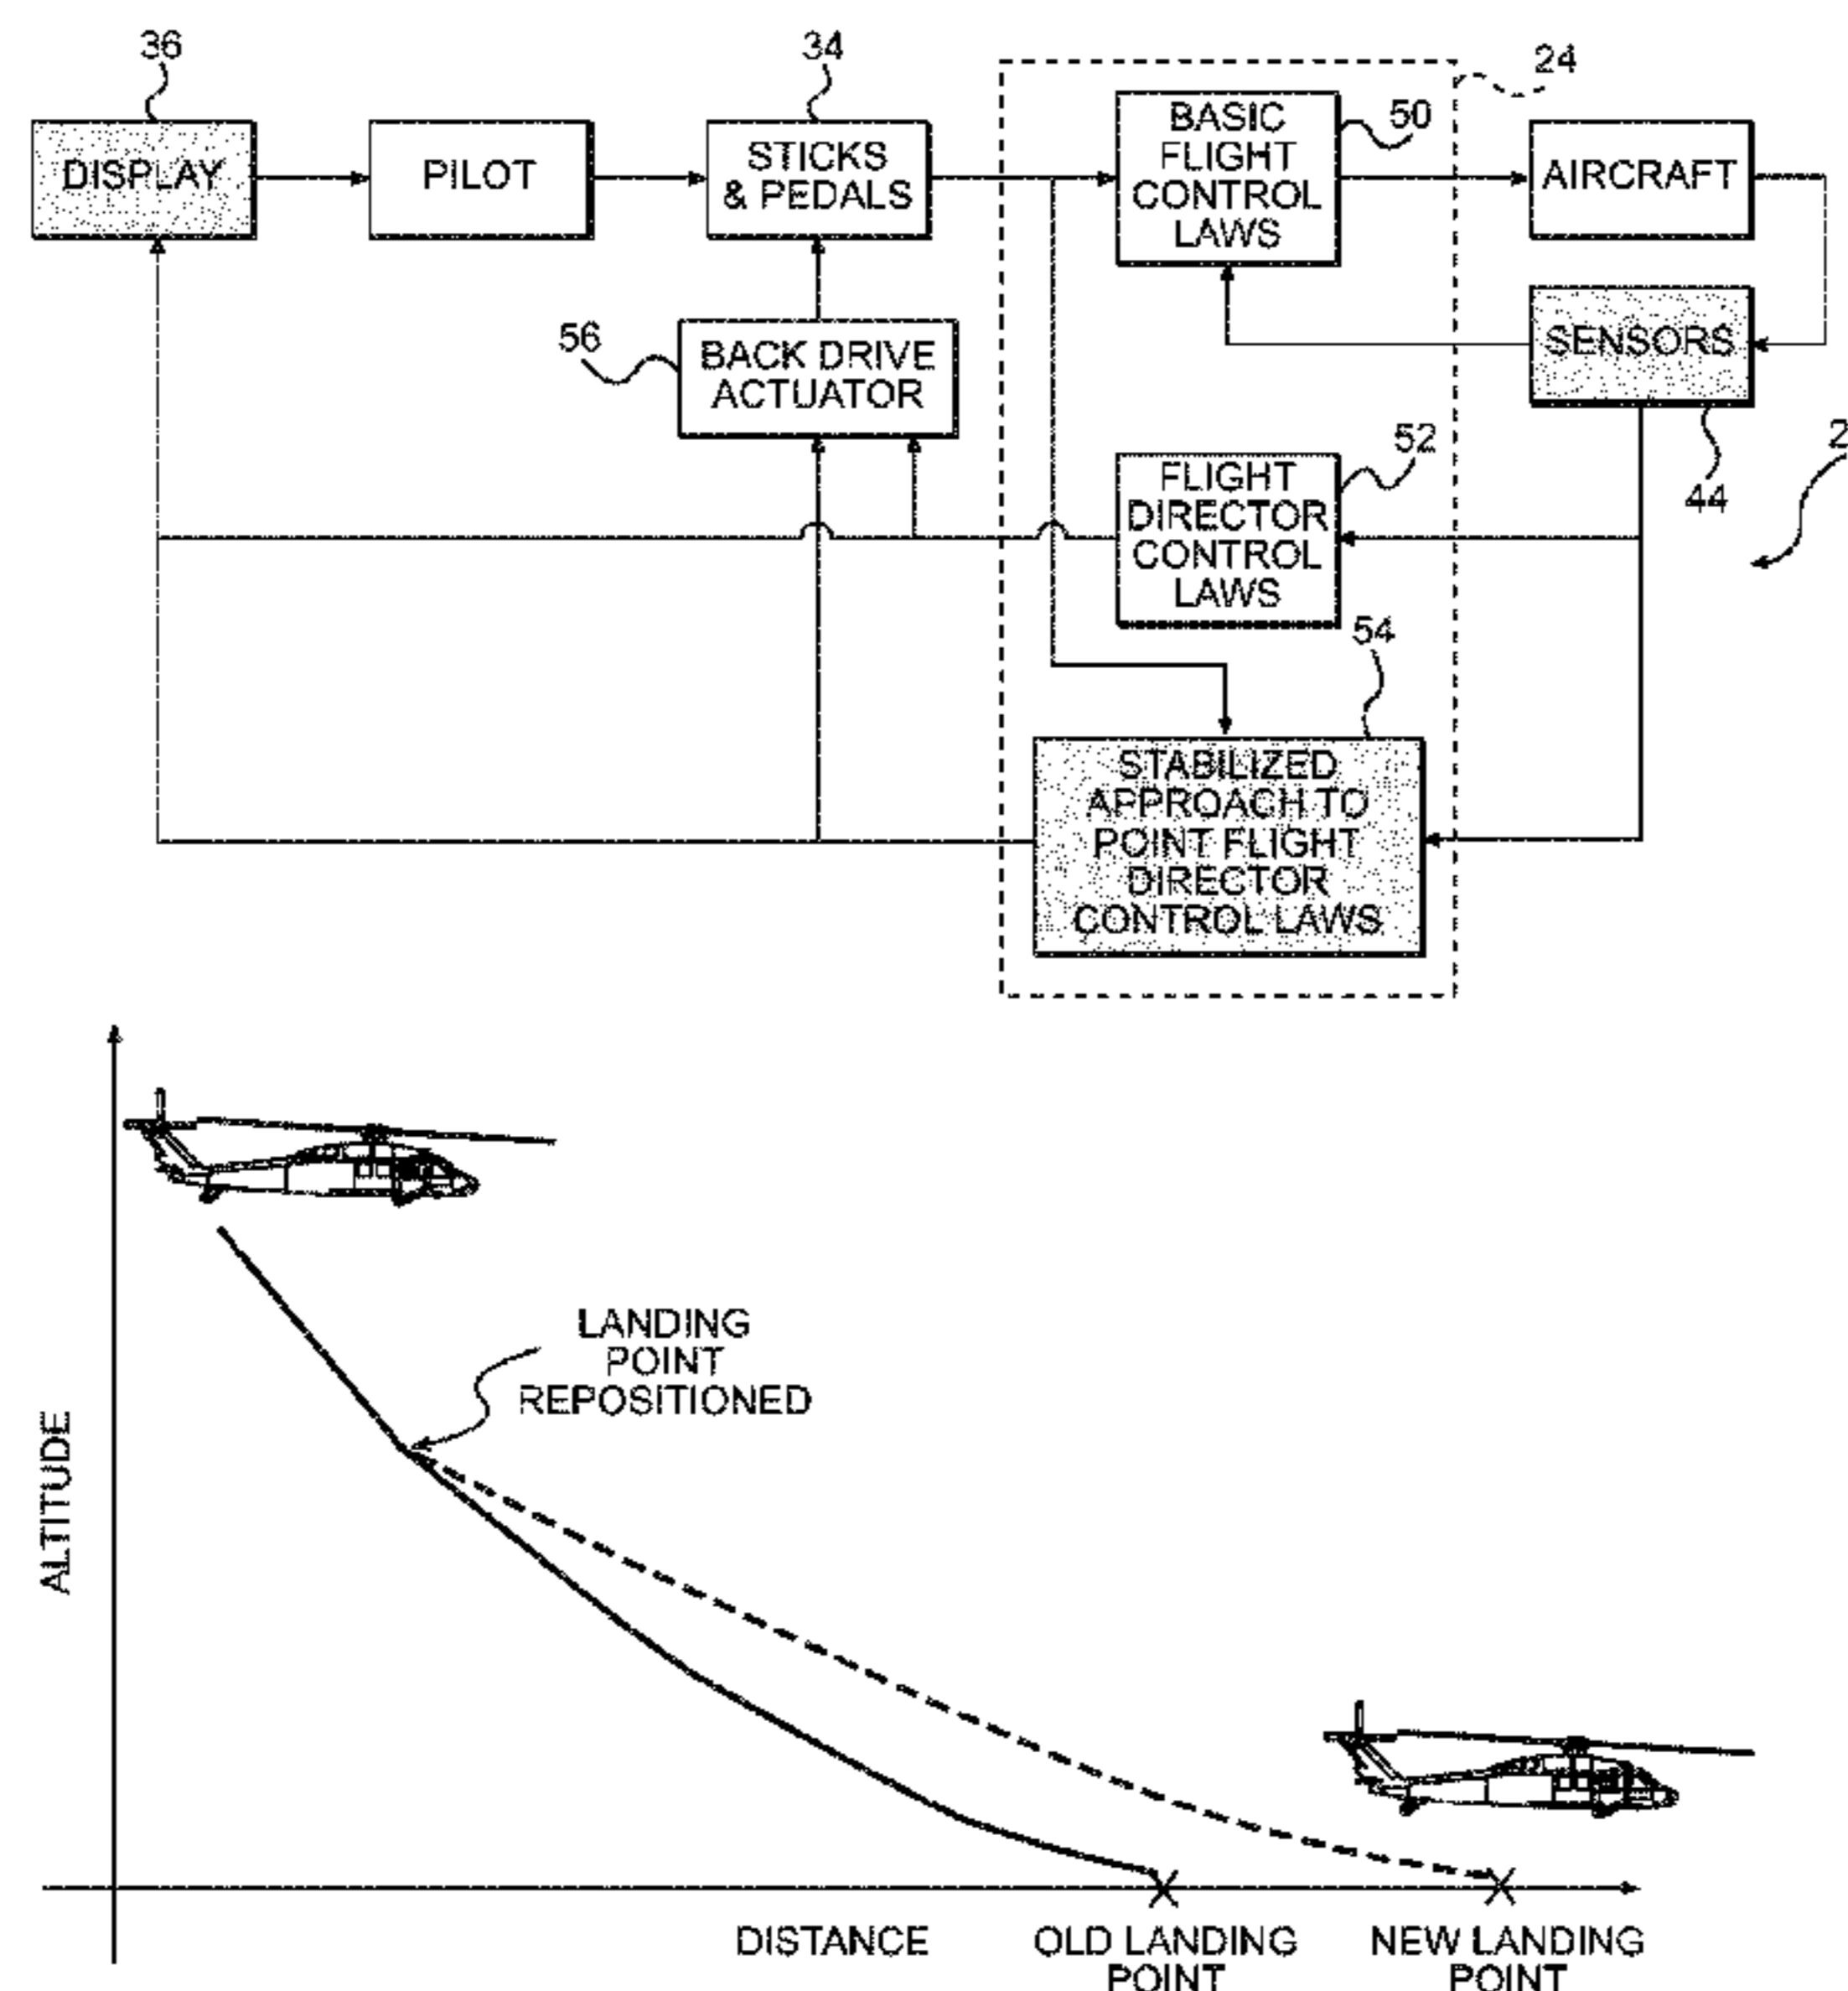 36
34
24
DISPLAY
PILOT
STICKS
& PEDALS
BASIC
FLIGHT
CONTROL
LAWS
50
AIRCRAFT
SENSORS
44
2
56
BACK DRIVE
ACTUATOR
FLIGHT
DIRECTOR
CONTROL
LAWS
52
54
STABILIZED
APPROACH TO
POINT FLIGHT
DIRECTOR
CONTROL LAWS
LANDING
POINT
REPOSITIONED
ALTITUDE
DISTANCE
OLD LANDING
POINT
NEW LANDING
POINT